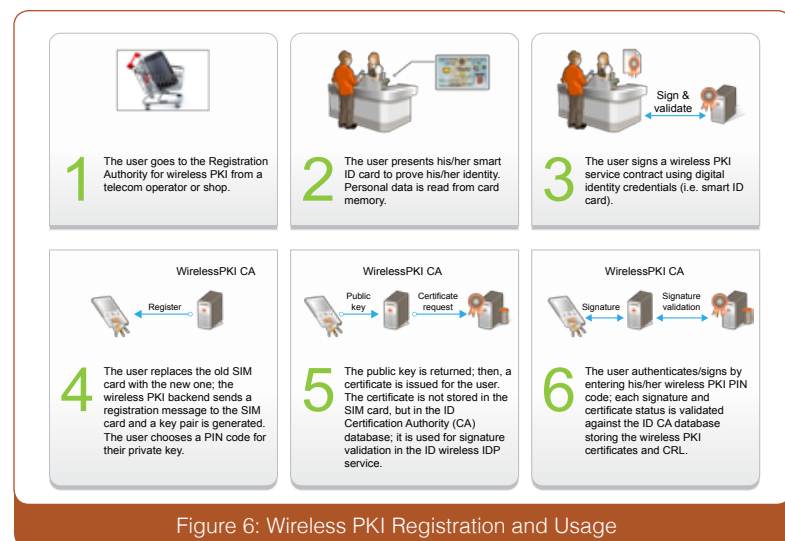 1
The user goes to the Registration
Authority for wireless PKI from a
telecom operator or shop.
2
The user presents his/her smart
ID card to prove his/her identity.
Personal data is read from card
memory.
Sign &
validate
3
The user signs a wireless PKI
service contract using digital
identity credentials (i.e. smart ID
card).
WirelessPKI CA
Register
4
The user replaces the old SIM
card with the new one; the
wireless PKI backend sends a
registration message to the SIM
card and a key pair is generated.
The user chooses a PIN code for
their private key.
WirelessPKI CA
Public
key
Certificate
request
5
The public key is returned; then, a
certificate is issued for the user.
The certificate is not stored in the
SIM card, but in the ID
Certification Authority (CA)
database; it is used for signature
validation in the ID wireless IDP
service.
WirelessPKI CA
Signature
Signature
validation
6
The user authenticates/signs by
entering his/her wireless PKI PIN
code; each signature and
certificate status is validated
against the ID CA database
storing the wireless PKI
certificates and CRL.
Figure 6: Wireless PKI Registration and Usage